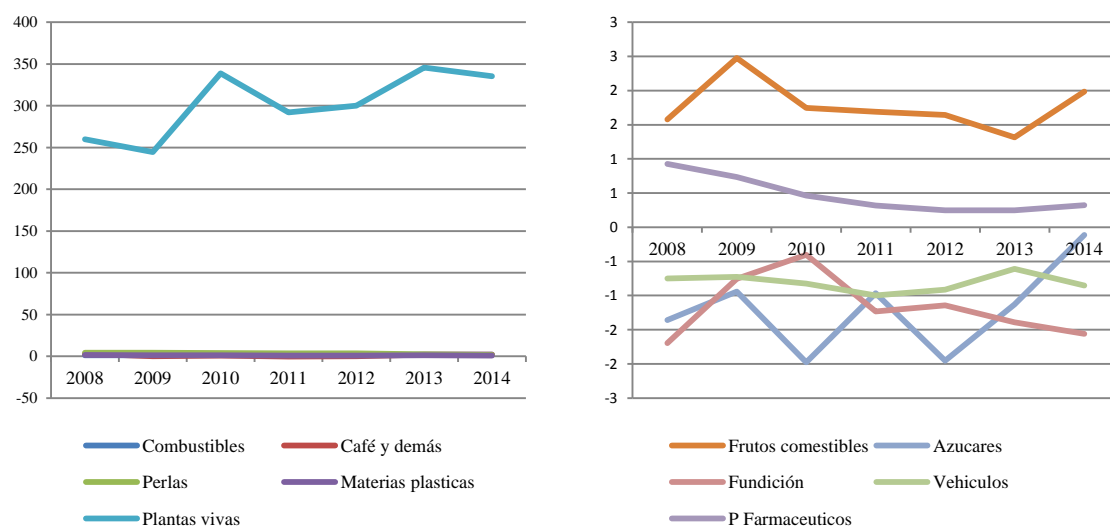 400
350
300
250
200
150
100
50
0
-50
2008 2009 2010 2011 2012 2013 2014
Combustibles Café y demás
Perlas Materias plasticas
Plantas vivas
3
3
2
2
1
1
0
-1
-1
-2
-2
-3
2008 2009 2010 2011 2012 2013 2014
Frutos comestibles Azucares
Fundición Vehiculos
P Farmaceuticos